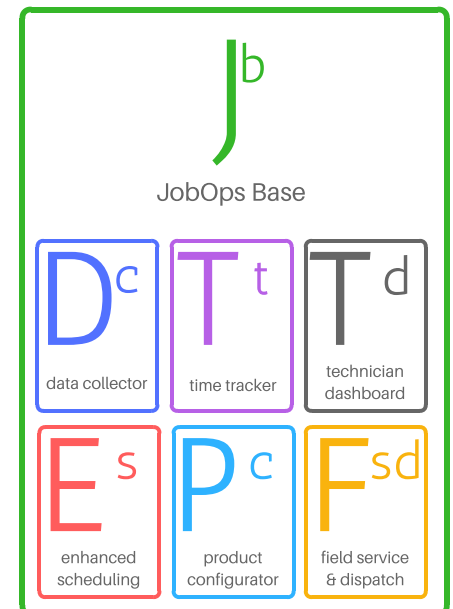 Jb
JobOps Base
Dc
data collector
Tt
time tracker
Td
technician
dashboard
Es
enhanced
scheduling
Pc
product
configurator
Fsd
field service
& dispatch